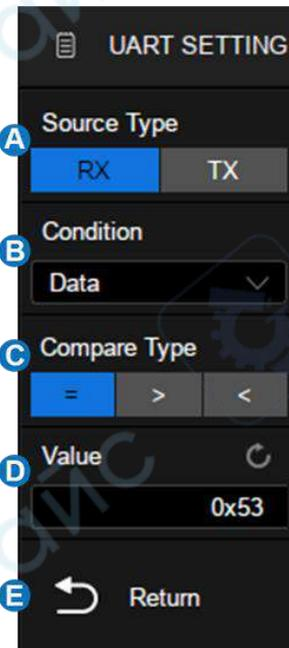 UART SETTING
A
Source Type
RX TX
B
Condition
Data
C
Compare Type
= > <
D
Value
0x53
E
Return